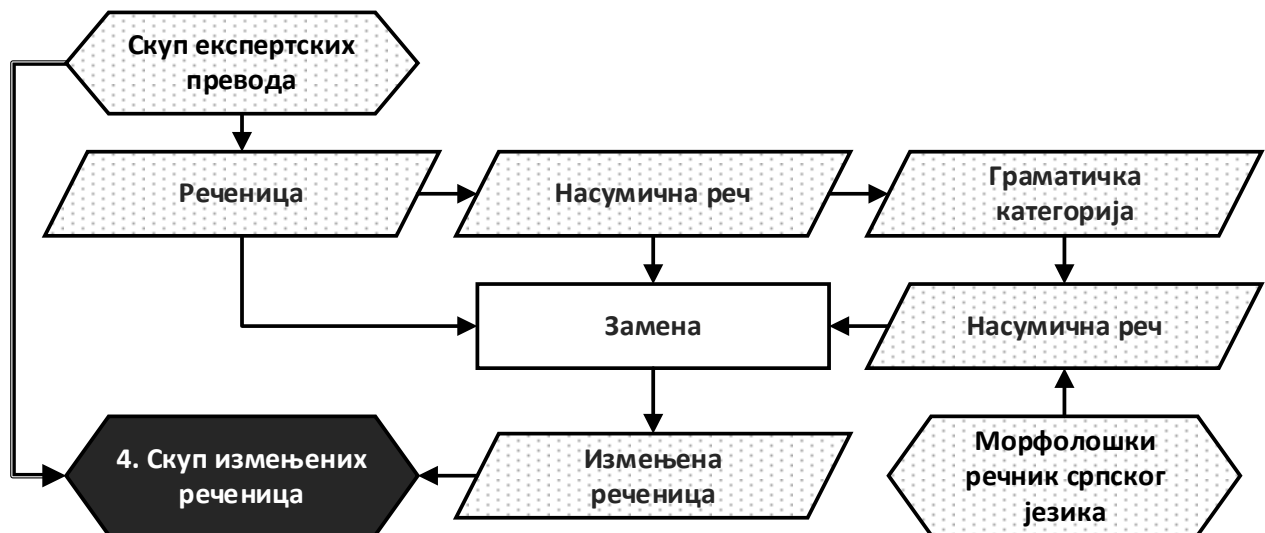 Скуп експертских
превода
Реченица
Насумична реч
Граматичка
категорија
Замена
Насумична реч
4. Скуп измењених
реченица
Измењена
реченица
Морфолошки
речник српског
језика